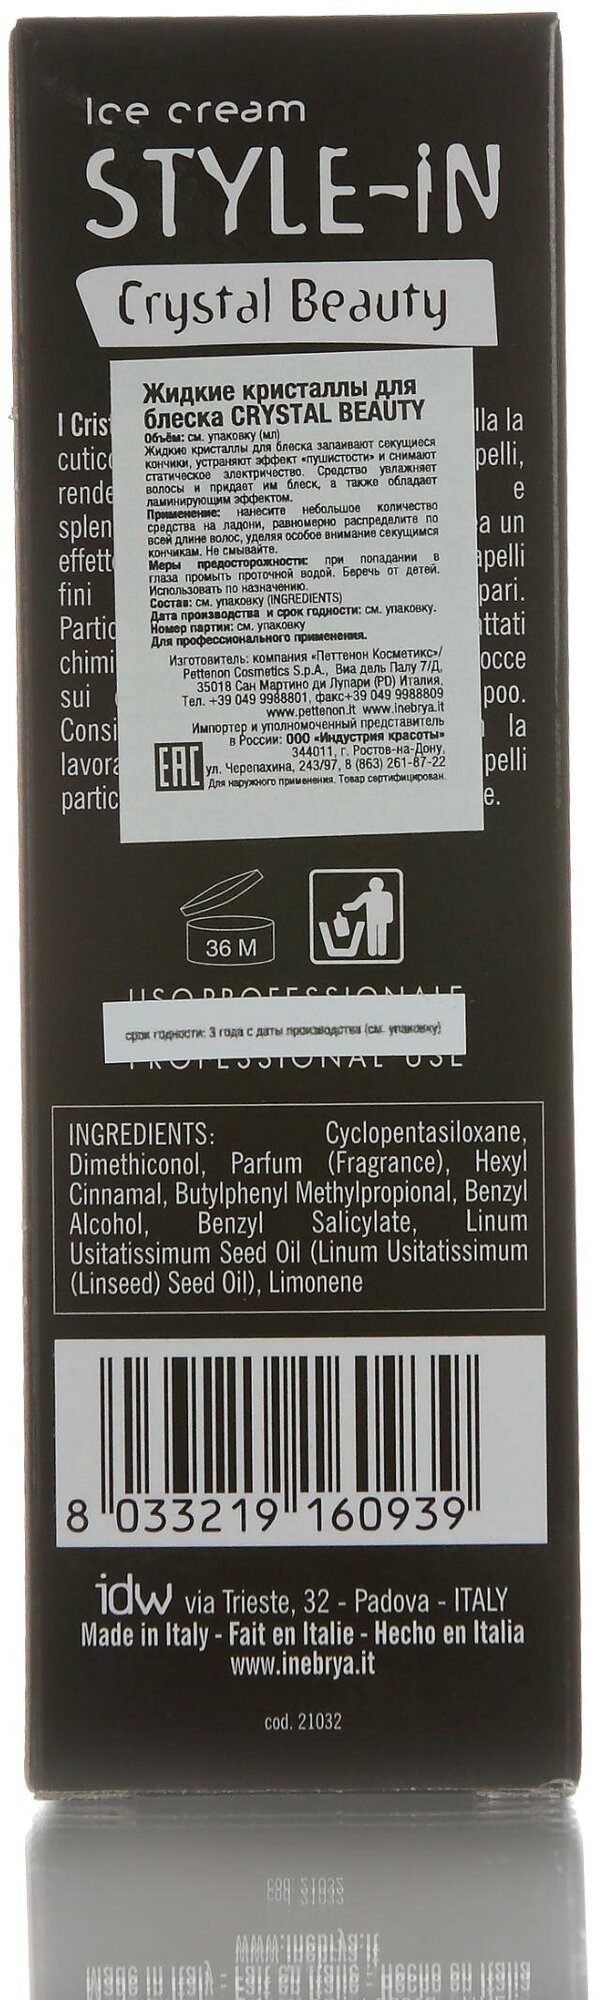 Ice cream
STYLE-iN
Crystal Beauty
Жидкие кристаллы для
блеска CRYSTAL BEAUTY
Объём: см. упаковку (мл)
Жидкие кристаллы для блеска запаивают секущиеся
кончики, устраняют эффект «пушистости» и снимают
статическое электричество. Средство увлажняет
волосы и придает им блеск, а также обладает
ламинирующим эффектом.
Применение: нанесите небольшое количество
средства на ладони, равномерно распределите по
всей длине волос, уделяя особое внимание секущимся
кончикам. Не смывайте.
Меры предосторожности: при попадании в
глаза промыть проточной водой. Беречь от детей.
Использовать по назначению.
Состав: см. упаковку (INGREDIENTS)
Дата производства и срок годности: см. упаковку.
Номер партии: см. упаковку
Для профессионального применения.
Изготовитель: компания «Петтенон Косметикс»/
Pettenon Cosmetics S.p.A., Виа дель Палу 7/Д,
35018 Сан Мартино ди Лупари (PD) Италия,
Тел. +39 049 9988801, факс+39 049 9988809
www.pettenon.it www.inebrya.it
Импортер и уполномоченный представитель
в России: ООО «Индустрия красоты»
344011, г. Ростов-на-Дону,
EAC ул. Черепахина, 243/97, 8 (863) 261-87-22
Для наружного применения. Товар сертифицирован.
36 M
USO PROFESSIONALE
срок годности: 3 года с даты производства (см. упаковку)
PROFESSIONAL USE
INGREDIENTS: Cyclopentasiloxane,
Dimethiconol, Parfum (Fragrance), Hexyl
Cinnamal, Butylphenyl Methylpropional, Benzyl
Alcohol, Benzyl Salicylate, Linum
Usitatissimum Seed Oil (Linum Usitatissimum
(Linseed) Seed Oil), Limonene
8 033219 160939
idw via Trieste, 32 - Padova - ITALY
Made in Italy - Fait en Italie - Hecho en Italia
www.inebrya.it
cod. 21032